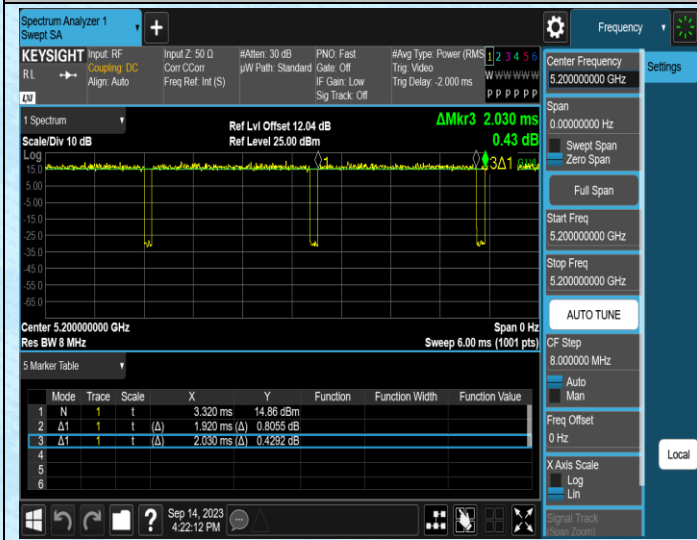 Spectrum Analyzer 1
Swept SA
+
Frequency
KEYSIGHT
RL
LXI
Input: RF
Coupling: DC
Align: Auto
Input Z: 50 Ω
Corr CCorr
Freq Ref: Int (S)
#Atten: 30 dB
µW Path: Standard
PNO: Fast
Gate: Off
IF Gain: Low
Sig Track: Off
#Avg Type: Power (RMS
Trig: Video
Trig Delay: -2.000 ms
1 2 3 4 5 6
W W W W W W
P P P P P P
1 Spectrum
Scale/Div 10 dB
Ref Lvl Offset 12.04 dB
Ref Level 25.00 dBm
ΔMkr3 2.030 ms
0.43 dB
Log
15.0
5.00
-5.00
-15.0
-25.0
-35.0
-45.0
-55.0
-65.0
1
3Δ1
Center 5.200000000 GHz
Res BW 8 MHz
Span 0 Hz
Sweep 6.00 ms (1001 pts)
5 Marker Table
Mode Trace Scale X Y Function Function Width Function Value
1 N 1 t 3.320 ms 14.86 dBm
2 Δ1 1 t (Δ) 1.920 ms (Δ) 0.8055 dB
3 Δ1 1 t (Δ) 2.030 ms (Δ) 0.4292 dB
4
5
6
?
Sep 14, 2023
4:22:12 PM
Center Frequency
5.200000000 GHz
Settings
Span
0.00000000 Hz
Swept Span
Zero Span
Full Span
Start Freq
5.200000000 GHz
Stop Freq
5.200000000 GHz
AUTO TUNE
CF Step
8.000000 MHz
Auto
Man
Freq Offset
0 Hz
X Axis Scale
Log
Lin
Local
Signal Track
(Span Zoom)